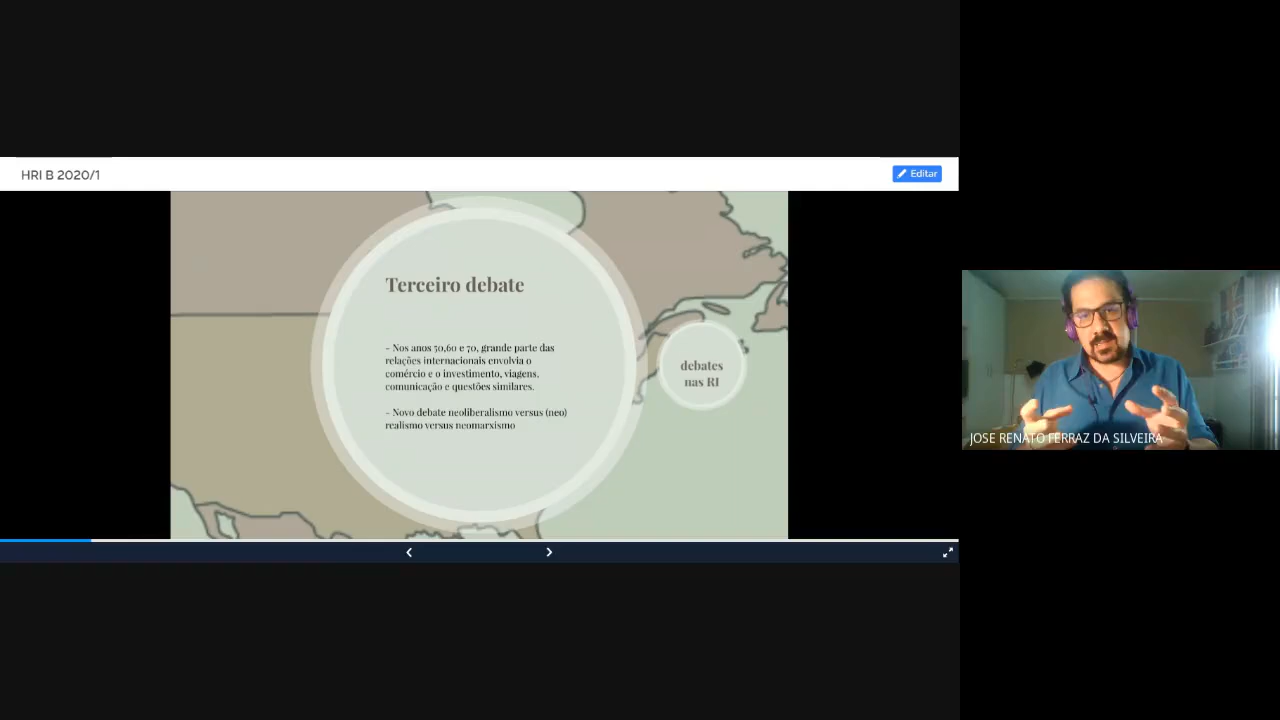 HRI B 2020/1
Editar
Terceiro debate
– Nos anos 50,60 e 70, grande parte das
relações internacionais envolvia o
comércio e o investimento, viagens,
comunicação e questões similares.
– Novo debate neoliberalismo versus (neo)
realismo versus neomarxismo
debates
nas RI
JOSE RENATO FERRAZ DA SILVEIRA